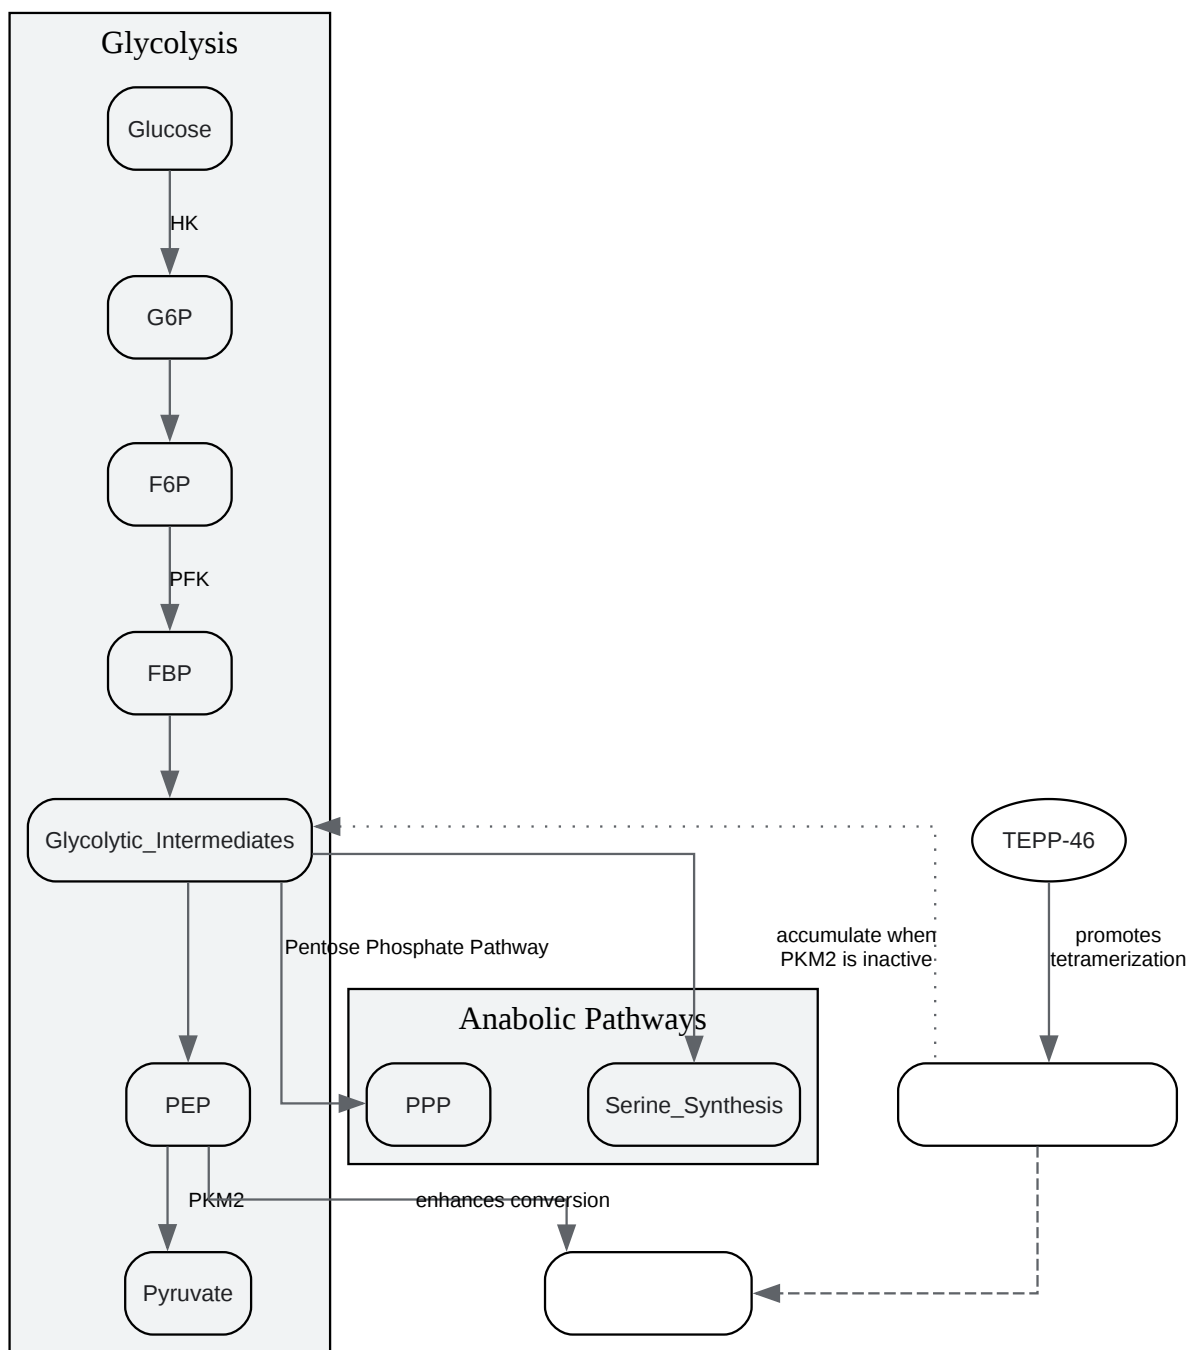 Glycolysis
Glucose
HK
G6P
F6P
PFK
FBP
Glycolytic_Intermediates
TEPP-46
Pentose Phosphate Pathway
accumulate when
PKM2 is inactive
promotes
tetramerization
Anabolic Pathways
PEP
PPP
Serine_Synthesis
PKM2
enhances conversion
Pyruvate